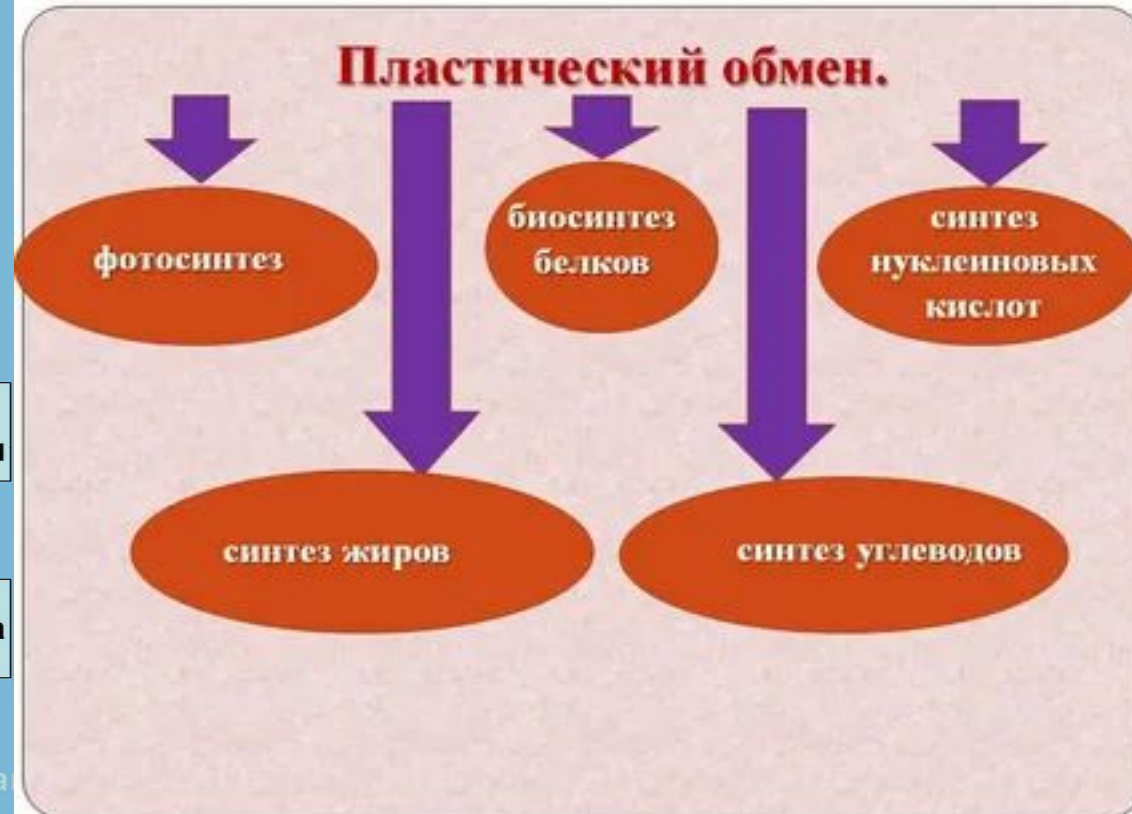 Пластический обмен.
фотосинтез
биосинтез
белков
синтез
нуклеиновых
кислот
синтез жиров
синтез углеводов